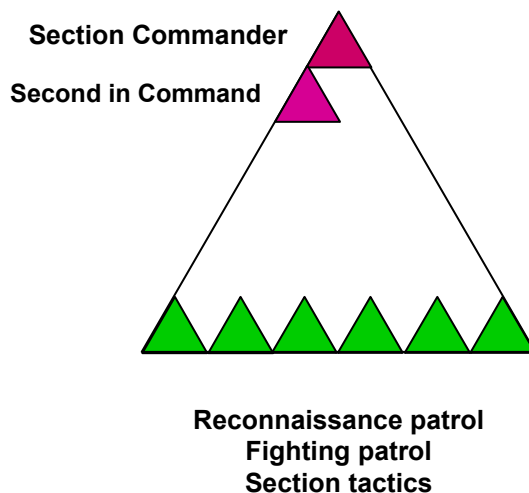 Section Commander
Second in Command
Reconnaissance patrol
Fighting patrol
Section tactics